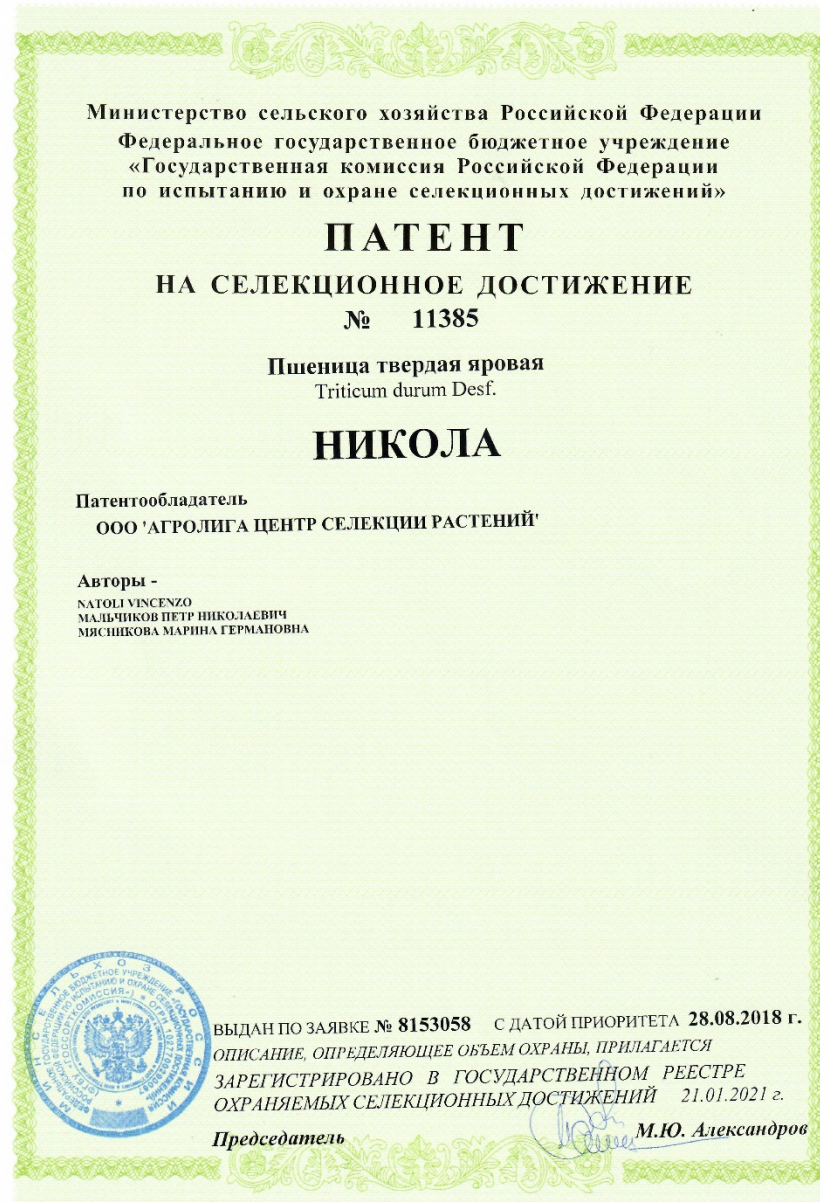 Министерство сельского хозяйства Российской Федерации
Федеральное государственное бюджетное учреждение
«Государственная комиссия Российской Федерации
по испытанию и охране селекционных достижений»
ПАТЕНТ
НА СЕЛЕКЦИОННОЕ ДОСТИЖЕНИЕ
№ 11385
Пшеница твердая яровая
Triticum durum Desf.
НИКОЛА
Патентообладатель
ООО 'АГРОЛИГА ЦЕНТР СЕЛЕКЦИИ РАСТЕНИЙ'
Авторы -
NATOLI VINCENZO
МАЛЬЧИКОВ ПЕТР НИКОЛАЕВИЧ
МЯСНИКОВА МАРИНА ГЕРМАНОВНА
МИНСЕЛЬХОЗ РОССИИ
ВЫДАН ПО ЗАЯВКЕ № 8153058 С ДАТОЙ ПРИОРИТЕТА 28.08.2018 г.
ОПИСАНИЕ, ОПРЕДЕЛЯЮЩЕЕ ОБЪЕМ ОХРАНЫ, ПРИЛАГАЕТСЯ
ЗАРЕГИСТРИРОВАНО В ГОСУДАРСТВЕННОМ РЕЕСТРЕ
ОХРАНЯЕМЫХ СЕЛЕКЦИОННЫХ ДОСТИЖЕНИЙ 21.01.2021 г.
Председатель М.Ю. Александров